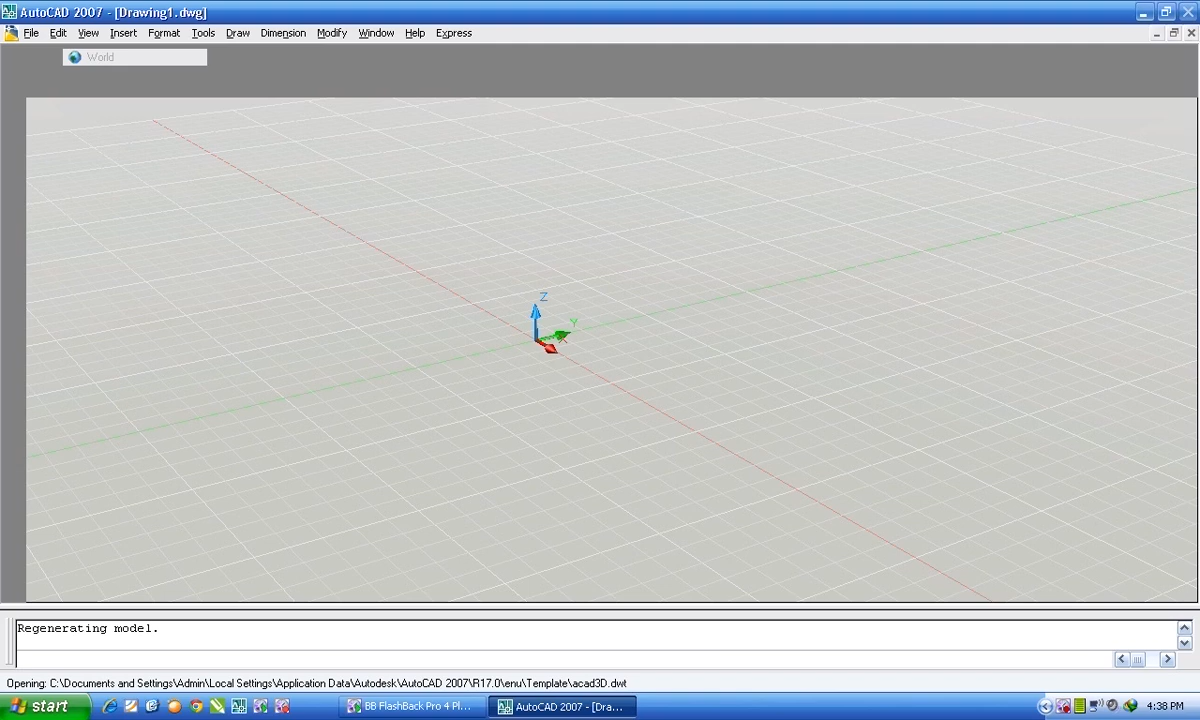 AutoCAD 2007 - [Drawing1.dwg]
File Edit View Insert Format Tools Draw Dimension Modify Window Help Express
World
Z
Y
X
Regenerating model.
Opening: C:\Documents and Settings\Admin\Local Settings\Application Data\Autodesk\AutoCAD 2007\R17.0\enu\Template\acad3D.dwt
start BB FlashBack Pro 4 Pl... AutoCAD 2007 - [Dra... 4:38 PM